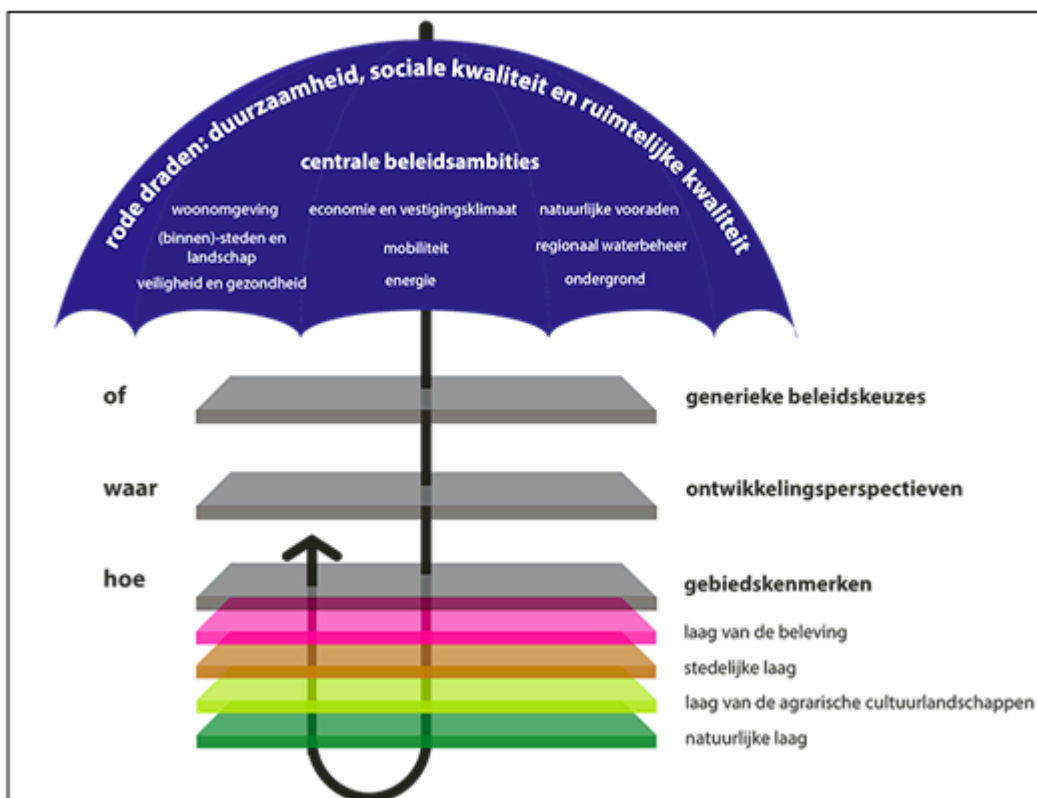 rode draden: duurzaamheid, sociale kwaliteit en ruimtelijke kwaliteit
centrale beleidsambities
woonomgeving
economie en vestigingsklimaat
natuurlijke vooraden
(binnen)-steden en
landschap
mobiliteit
regionaal waterbeheer
veiligheid en gezondheid
energie
ondergrond
of
generieke beleidskeuzes
waar
ontwikkelingsperspectieven
hoe
gebiedskenmerken
laag van de beleving
stedelijke laag
laag van de agrarische cultuurlandschappen
natuurlijke laag